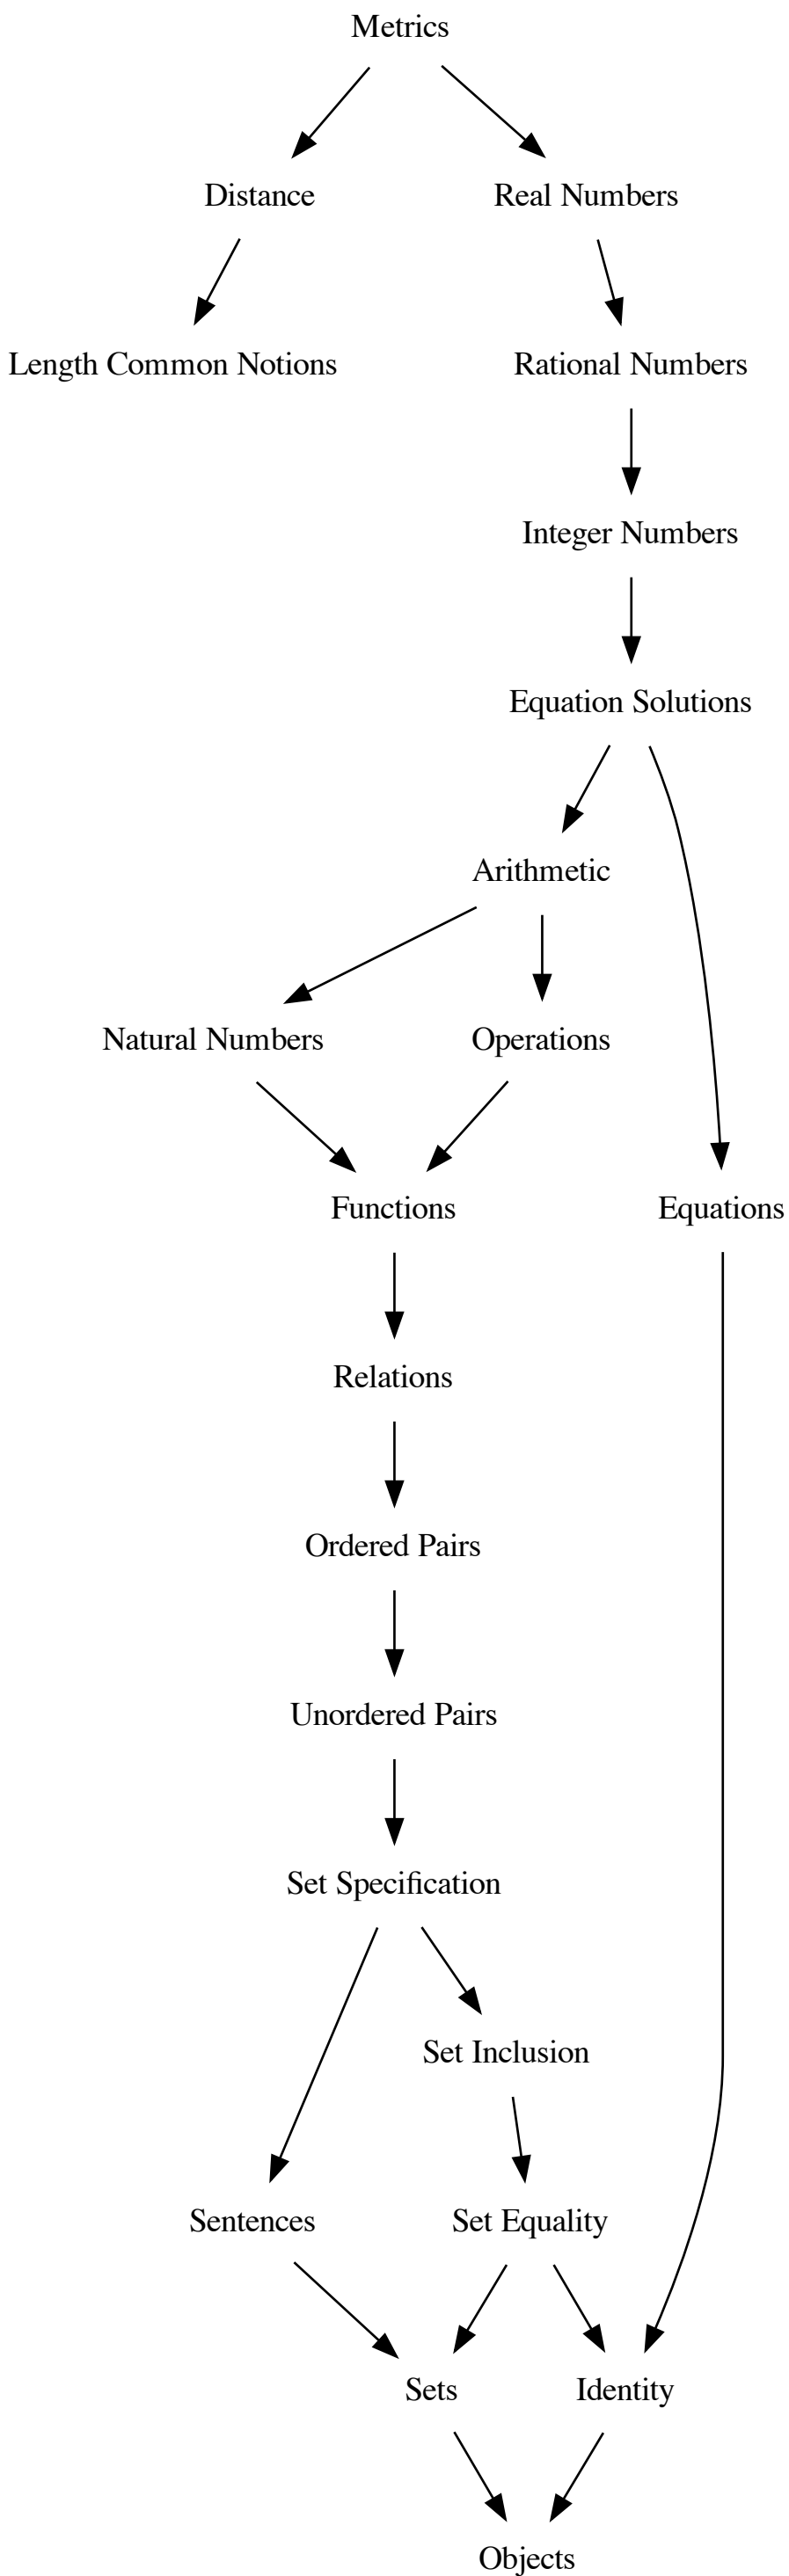 Metrics
Distance
Real Numbers
Length Common Notions
Rational Numbers
Integer Numbers
Equation Solutions
Arithmetic
Natural Numbers
Operations
Functions
Equations
Relations
Ordered Pairs
Unordered Pairs
Set Specification
Set Inclusion
Sentences
Set Equality
Sets
Identity
Objects